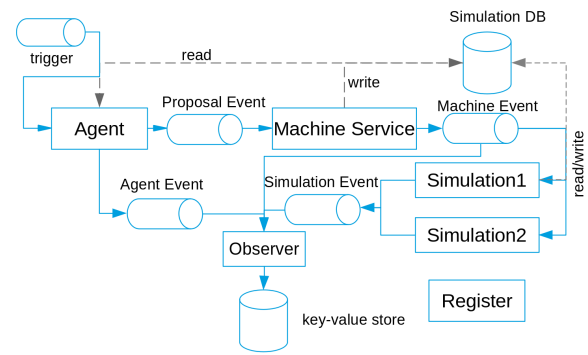 Simulation DB
trigger
read
write
Proposal Event
Machine Event
Agent
Machine Service
read/write
Agent Event
Simulation Event
Simulation1
Simulation2
Observer
Register
key-value store